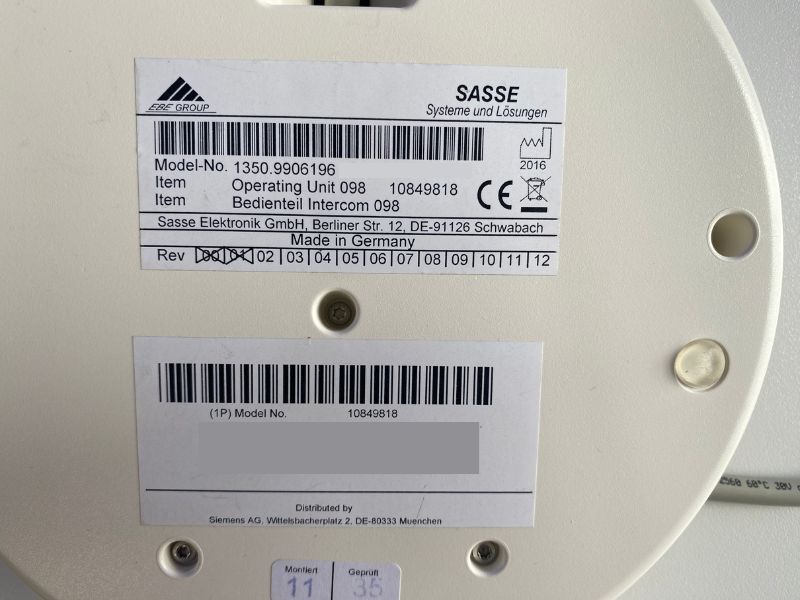 EBE GROUP
SASSE
Systeme und Lösungen
2016
Model-No. 1350.9906196
Item Operating Unit 098 10849818
Item Bedienteil Intercom 098
CE
Sasse Elektronik GmbH, Berliner Str. 12, DE-91126 Schwabach
Made in Germany
Rev 00 | 01 | 02 | 03 | 04 | 05 | 06 | 07 | 08 | 09 | 10 | 11 | 12
(1P) Model No. 10849818
Distributed by
Siemens AG, Wittelsbacherplatz 2, DE-80333 Muenchen
60°C 30V
Montiert Geprüft
11 35